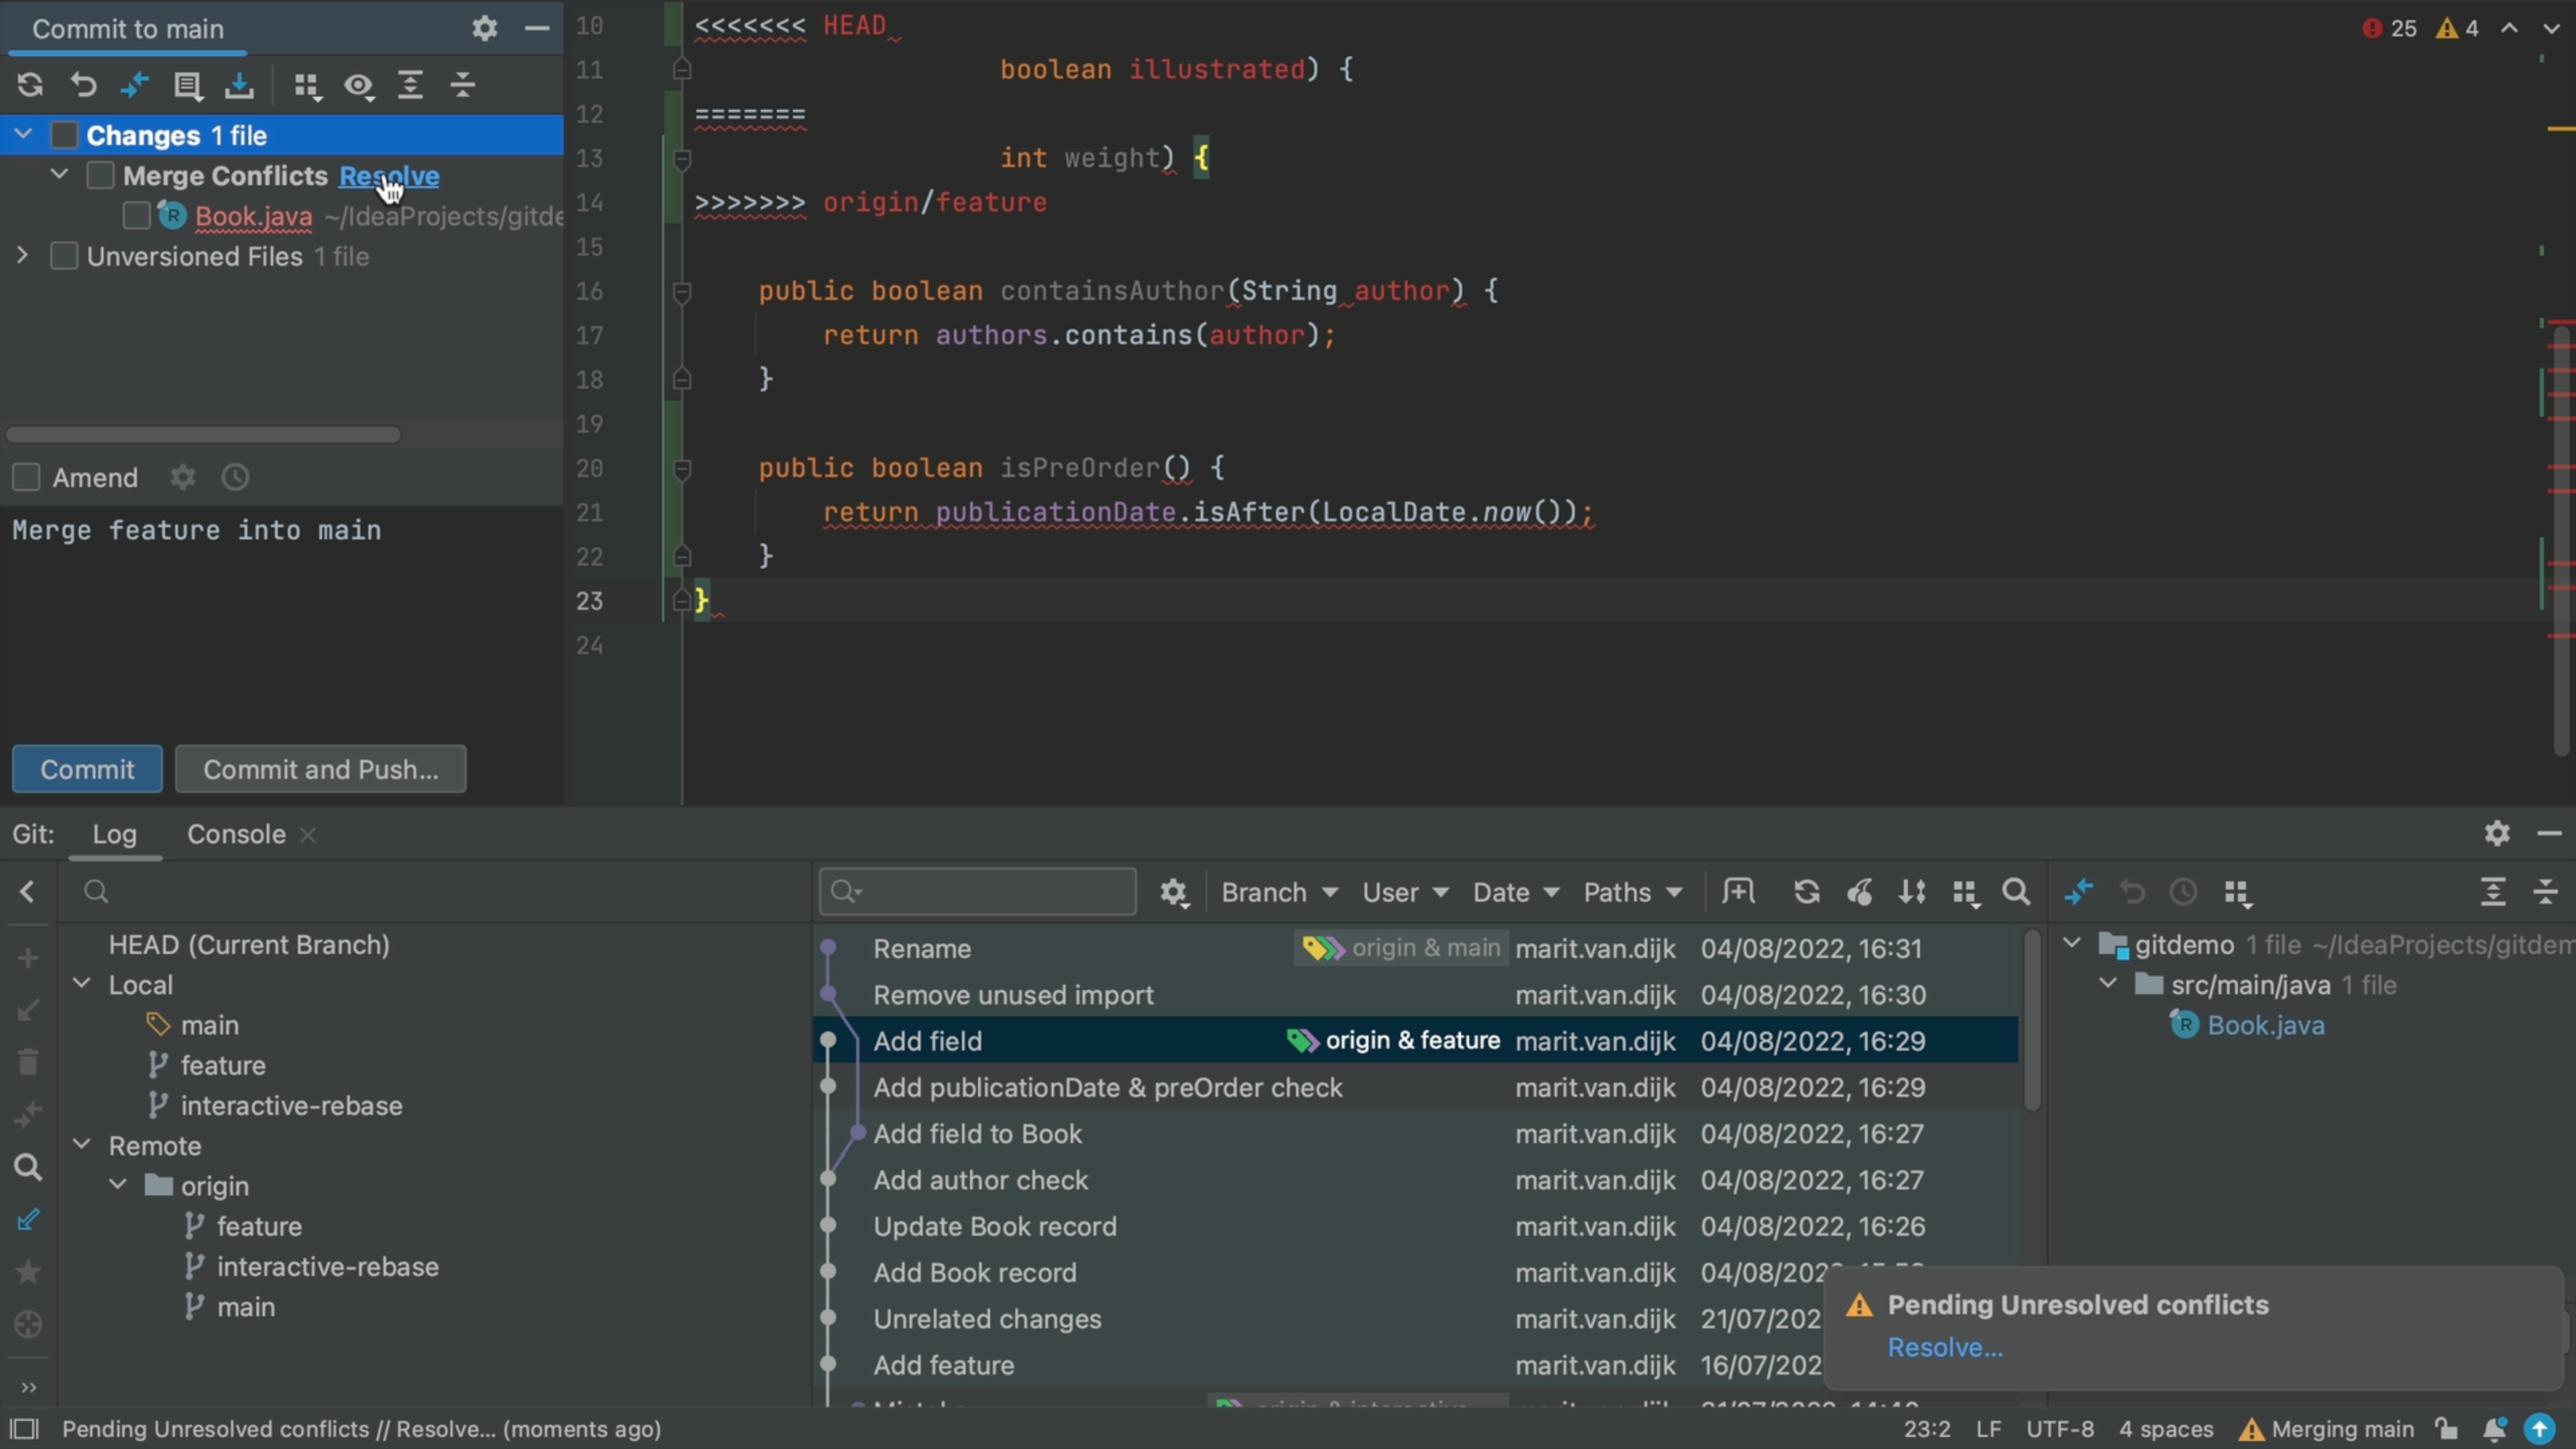 Commit to main
Changes 1 file
Merge Conflicts Resolve
Book.java ~/IdeaProjects/gitde
Unversioned Files 1 file
Amend
Merge feature into main
Commit
Commit and Push...
25 4
10 <<<<<<< HEAD
11 boolean illustrated) {
12 =======
13 int weight) {
14 >>>>>>> origin/feature
15
16 public boolean containsAuthor(String author) {
17 return authors.contains(author);
18 }
19
20 public boolean isPreOrder() {
21 return publicationDate.isAfter(LocalDate.now());
22 }
23 }
24
Git: Log Console
HEAD (Current Branch)
Local
main
feature
interactive-rebase
Remote
origin
feature
interactive-rebase
main
Branch User Date Paths
Rename origin & main marit.van.dijk 04/08/2022, 16:31
Remove unused import marit.van.dijk 04/08/2022, 16:30
Add field origin & feature marit.van.dijk 04/08/2022, 16:29
Add publicationDate & preOrder check marit.van.dijk 04/08/2022, 16:29
Add field to Book marit.van.dijk 04/08/2022, 16:27
Add author check marit.van.dijk 04/08/2022, 16:27
Update Book record marit.van.dijk 04/08/2022, 16:26
Add Book record marit.van.dijk 04/08/202
Unrelated changes marit.van.dijk 21/07/202
Add feature marit.van.dijk 16/07/202
gitdemo 1 file ~/IdeaProjects/gitdem
src/main/java 1 file
Book.java
Pending Unresolved conflicts
Resolve...
Pending Unresolved conflicts // Resolve... (moments ago)
23:2 LF UTF-8 4 spaces Merging main